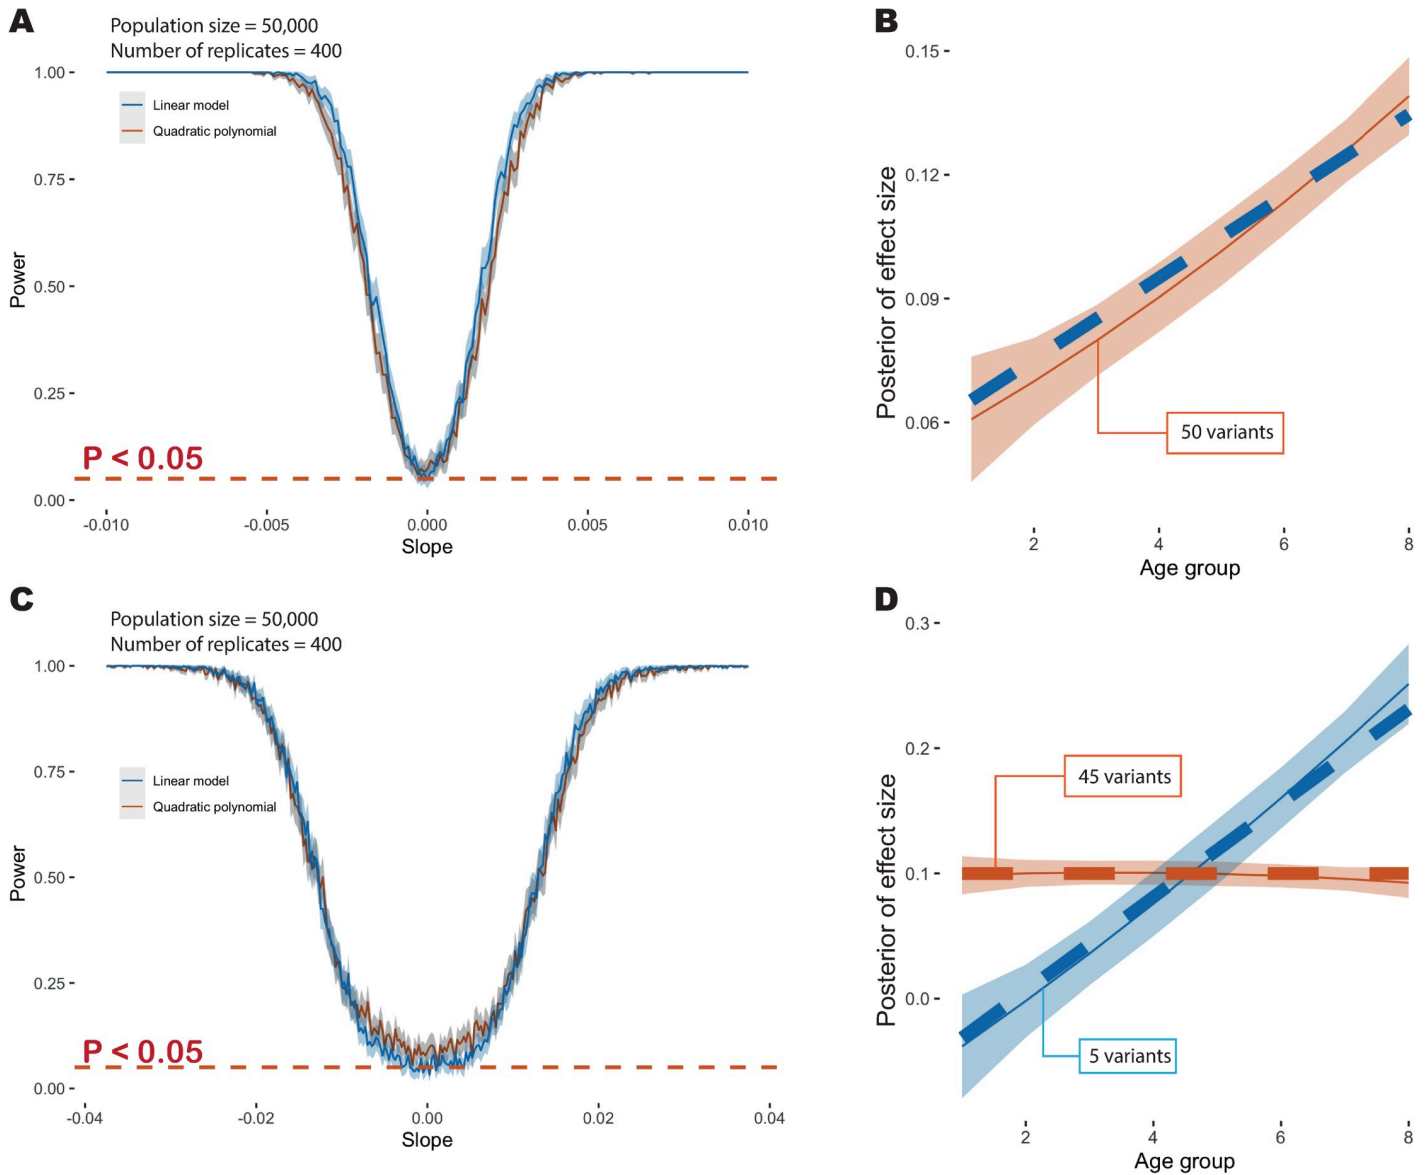 A
Population size = 50,000
Number of replicates = 400
1.00
0.75
0.50
0.25
0.00
Power
Linear model
Quadratic polynomial
P < 0.05
-0.010
-0.005
0.000
0.005
0.010
Slope
B
0.15
0.12
0.09
0.06
Posterior of effect size
50 variants
2
4
6
8
Age group
C
Population size = 50,000
Number of replicates = 400
1.00
0.75
0.50
0.25
0.00
Power
Linear model
Quadratic polynomial
P < 0.05
-0.04
-0.02
0.00
0.02
0.04
Slope
D
0.3
0.2
0.1
0.0
Posterior of effect size
45 variants
5 variants
2
4
6
8
Age group